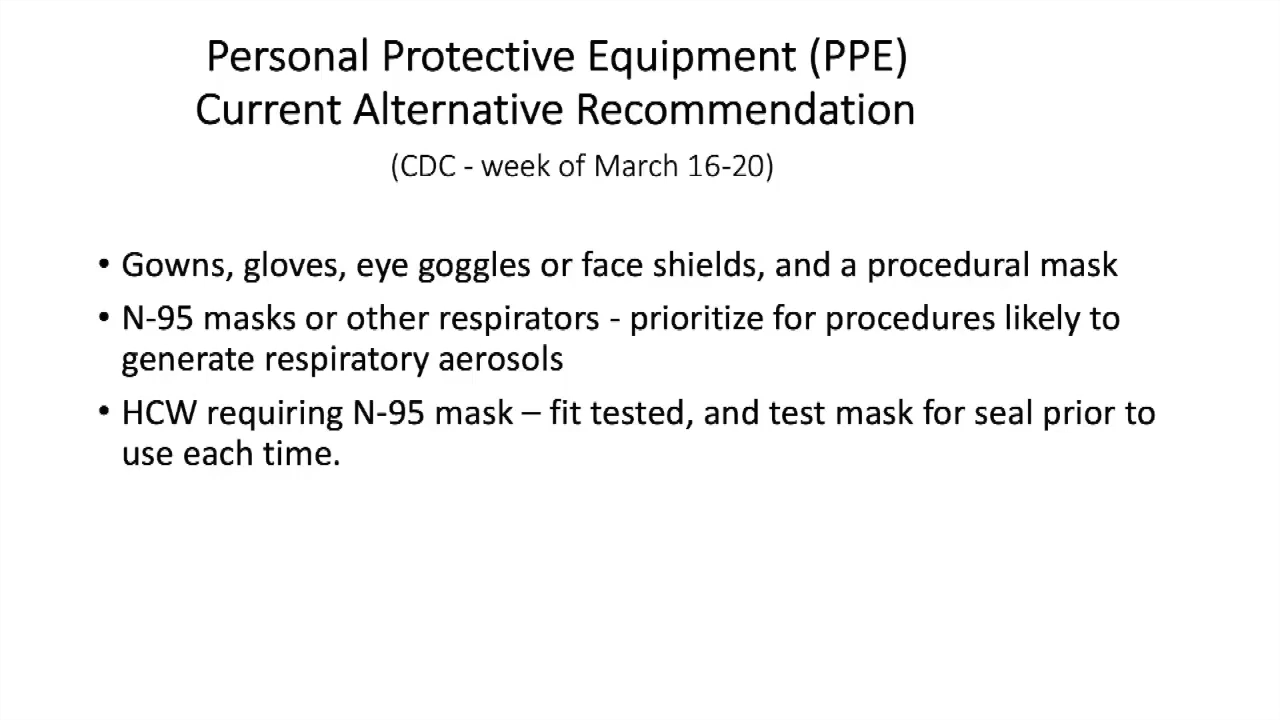 Personal Protective Equipment (PPE)
Current Alternative Recommendation
(CDC - week of March 16-20)
• Gowns, gloves, eye goggles or face shields, and a procedural mask
• N-95 masks or other respirators - prioritize for procedures likely to
generate respiratory aerosols
• HCW requiring N-95 mask – fit tested, and test mask for seal prior to
use each time.